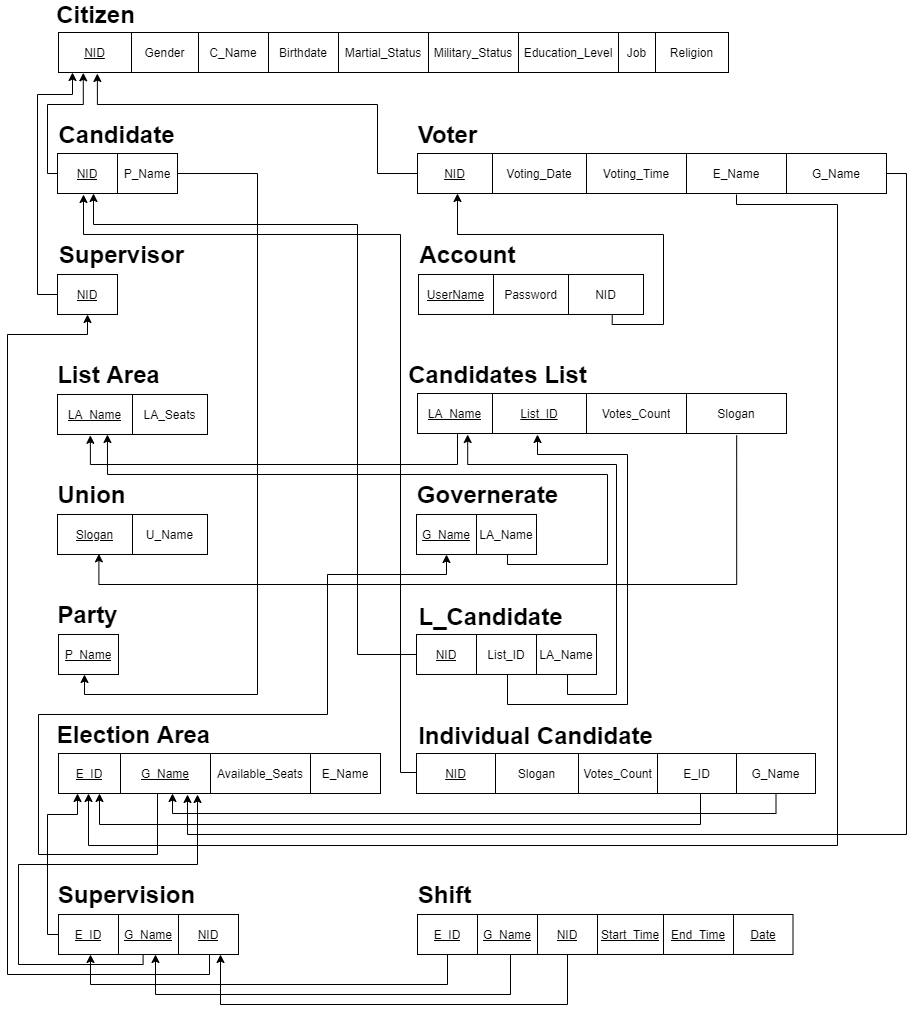 Citizen
NID Gender C_Name Birthdate Martial_Status Military_Status Education_Level Job Religion
Candidate
NID P_Name
Voter
NID Voting_Date Voting_Time E_Name G_Name
Supervisor
NID
Account
UserName Password NID
List Area
LA_Name LA_Seats
Candidates List
LA_Name List_ID Votes_Count Slogan
Union
Slogan U_Name
Governerate
G_Name LA_Name
Party
P_Name
L_Candidate
NID List_ID LA_Name
Election Area
E_ID G_Name Available_Seats E_Name
Individual Candidate
NID Slogan Votes_Count E_ID G_Name
Supervision
E_ID G_Name NID
Shift
E_ID G_Name NID Start_Time End_Time Date